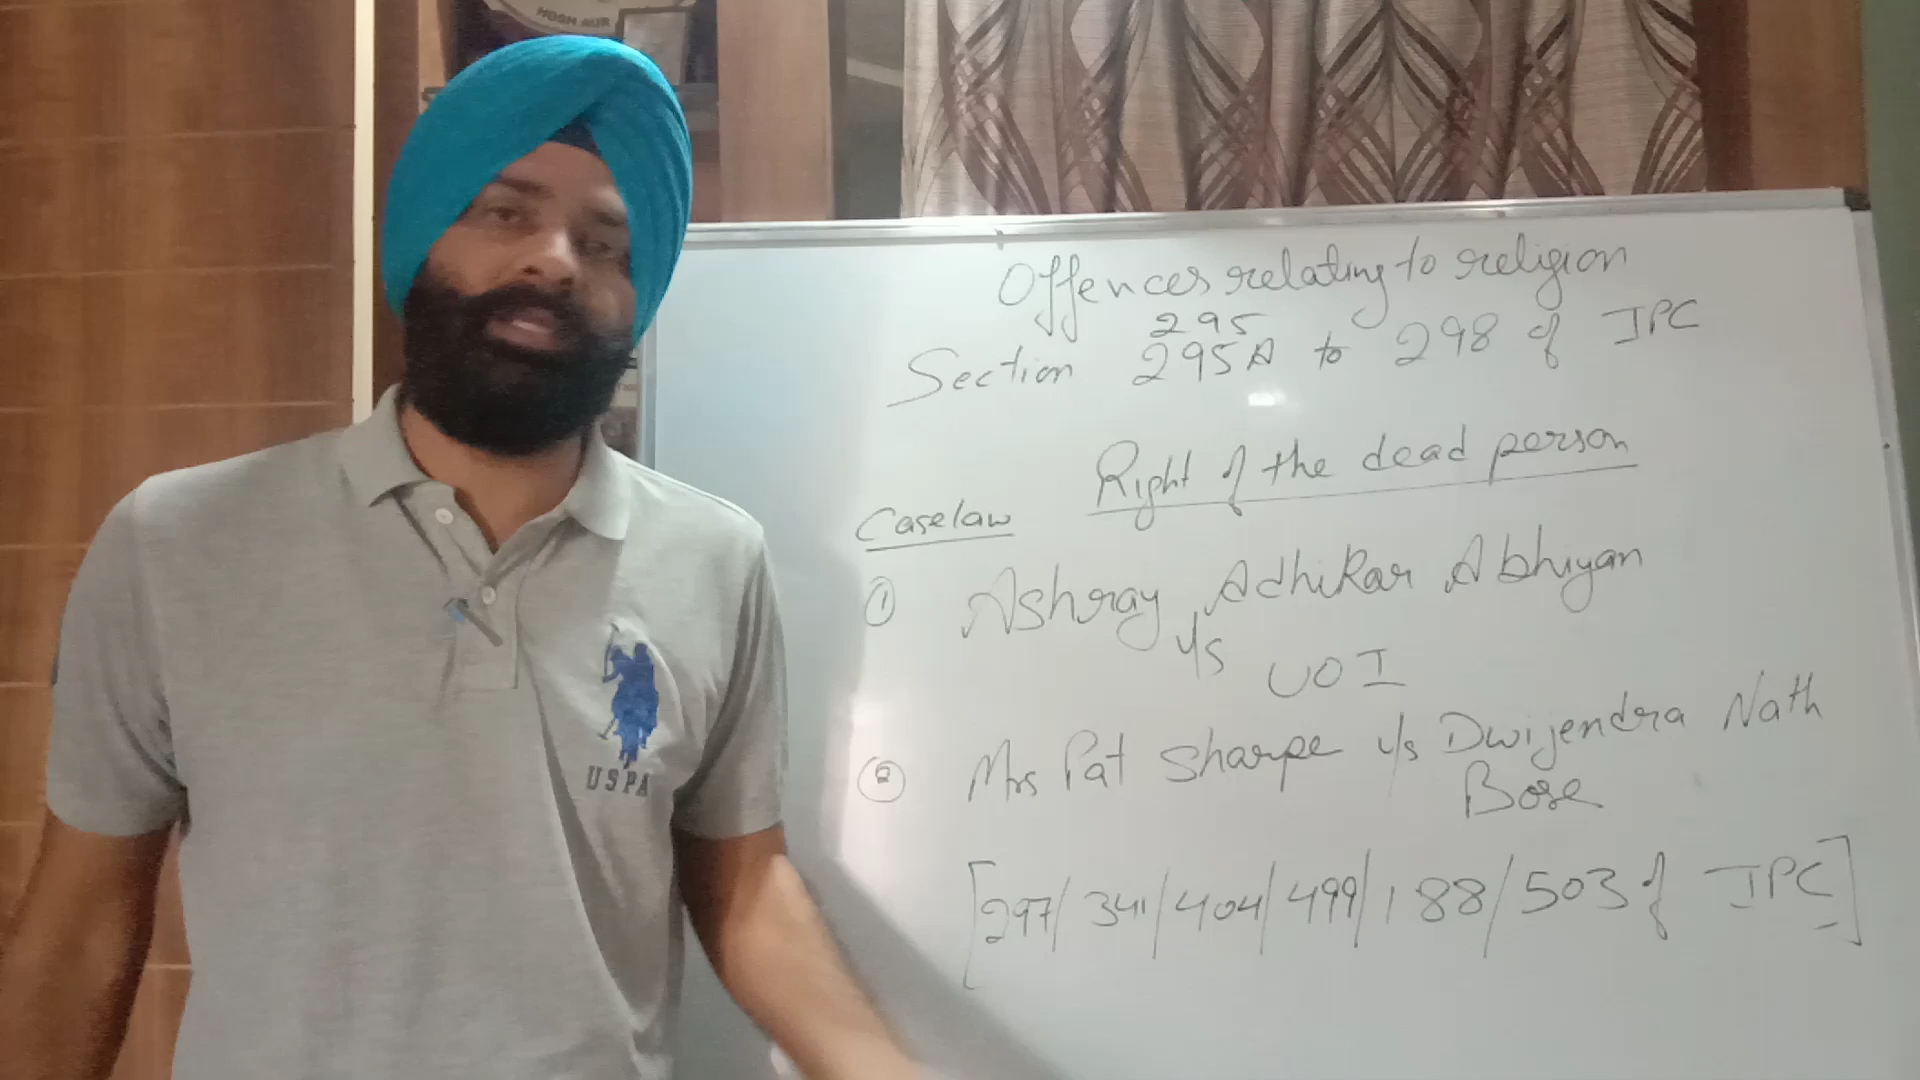 HOSH AUR
Offences relating to religion
295
Section 295A to 298 of IPC
Right of the dead person
Caselaw
① Ashray Adhikar Abhiyan
v/s UOI
② Mrs Pat Sharpe v/s Dwijendra Nath
Bose
[297/341/404/499/188/503 of IPC]
USPA